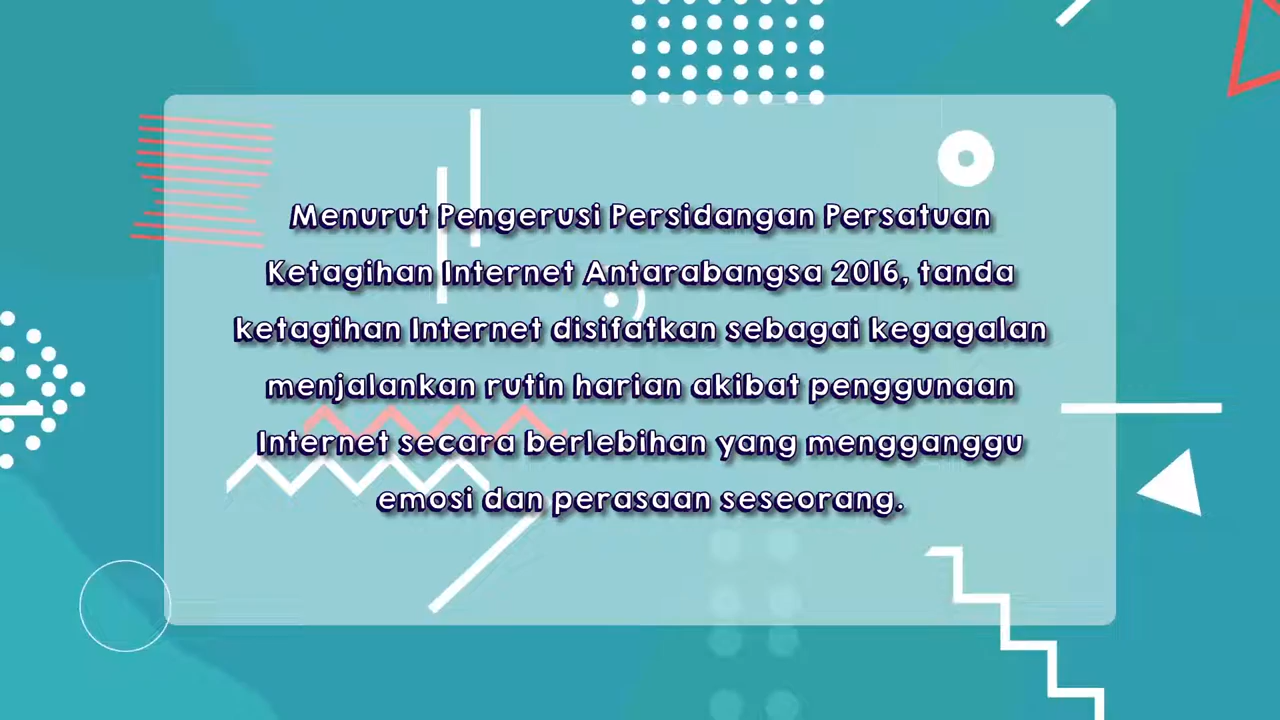 Menurut Pengerusi Persidangan Persatuan
Ketagihan Internet Antarabangsa 2016, tanda
ketagihan Internet disifatkan sebagai kegagalan
menjalankan rutin harian akibat penggunaan
Internet secara berlebihan yang mengganggu
emosi dan perasaan seseorang.